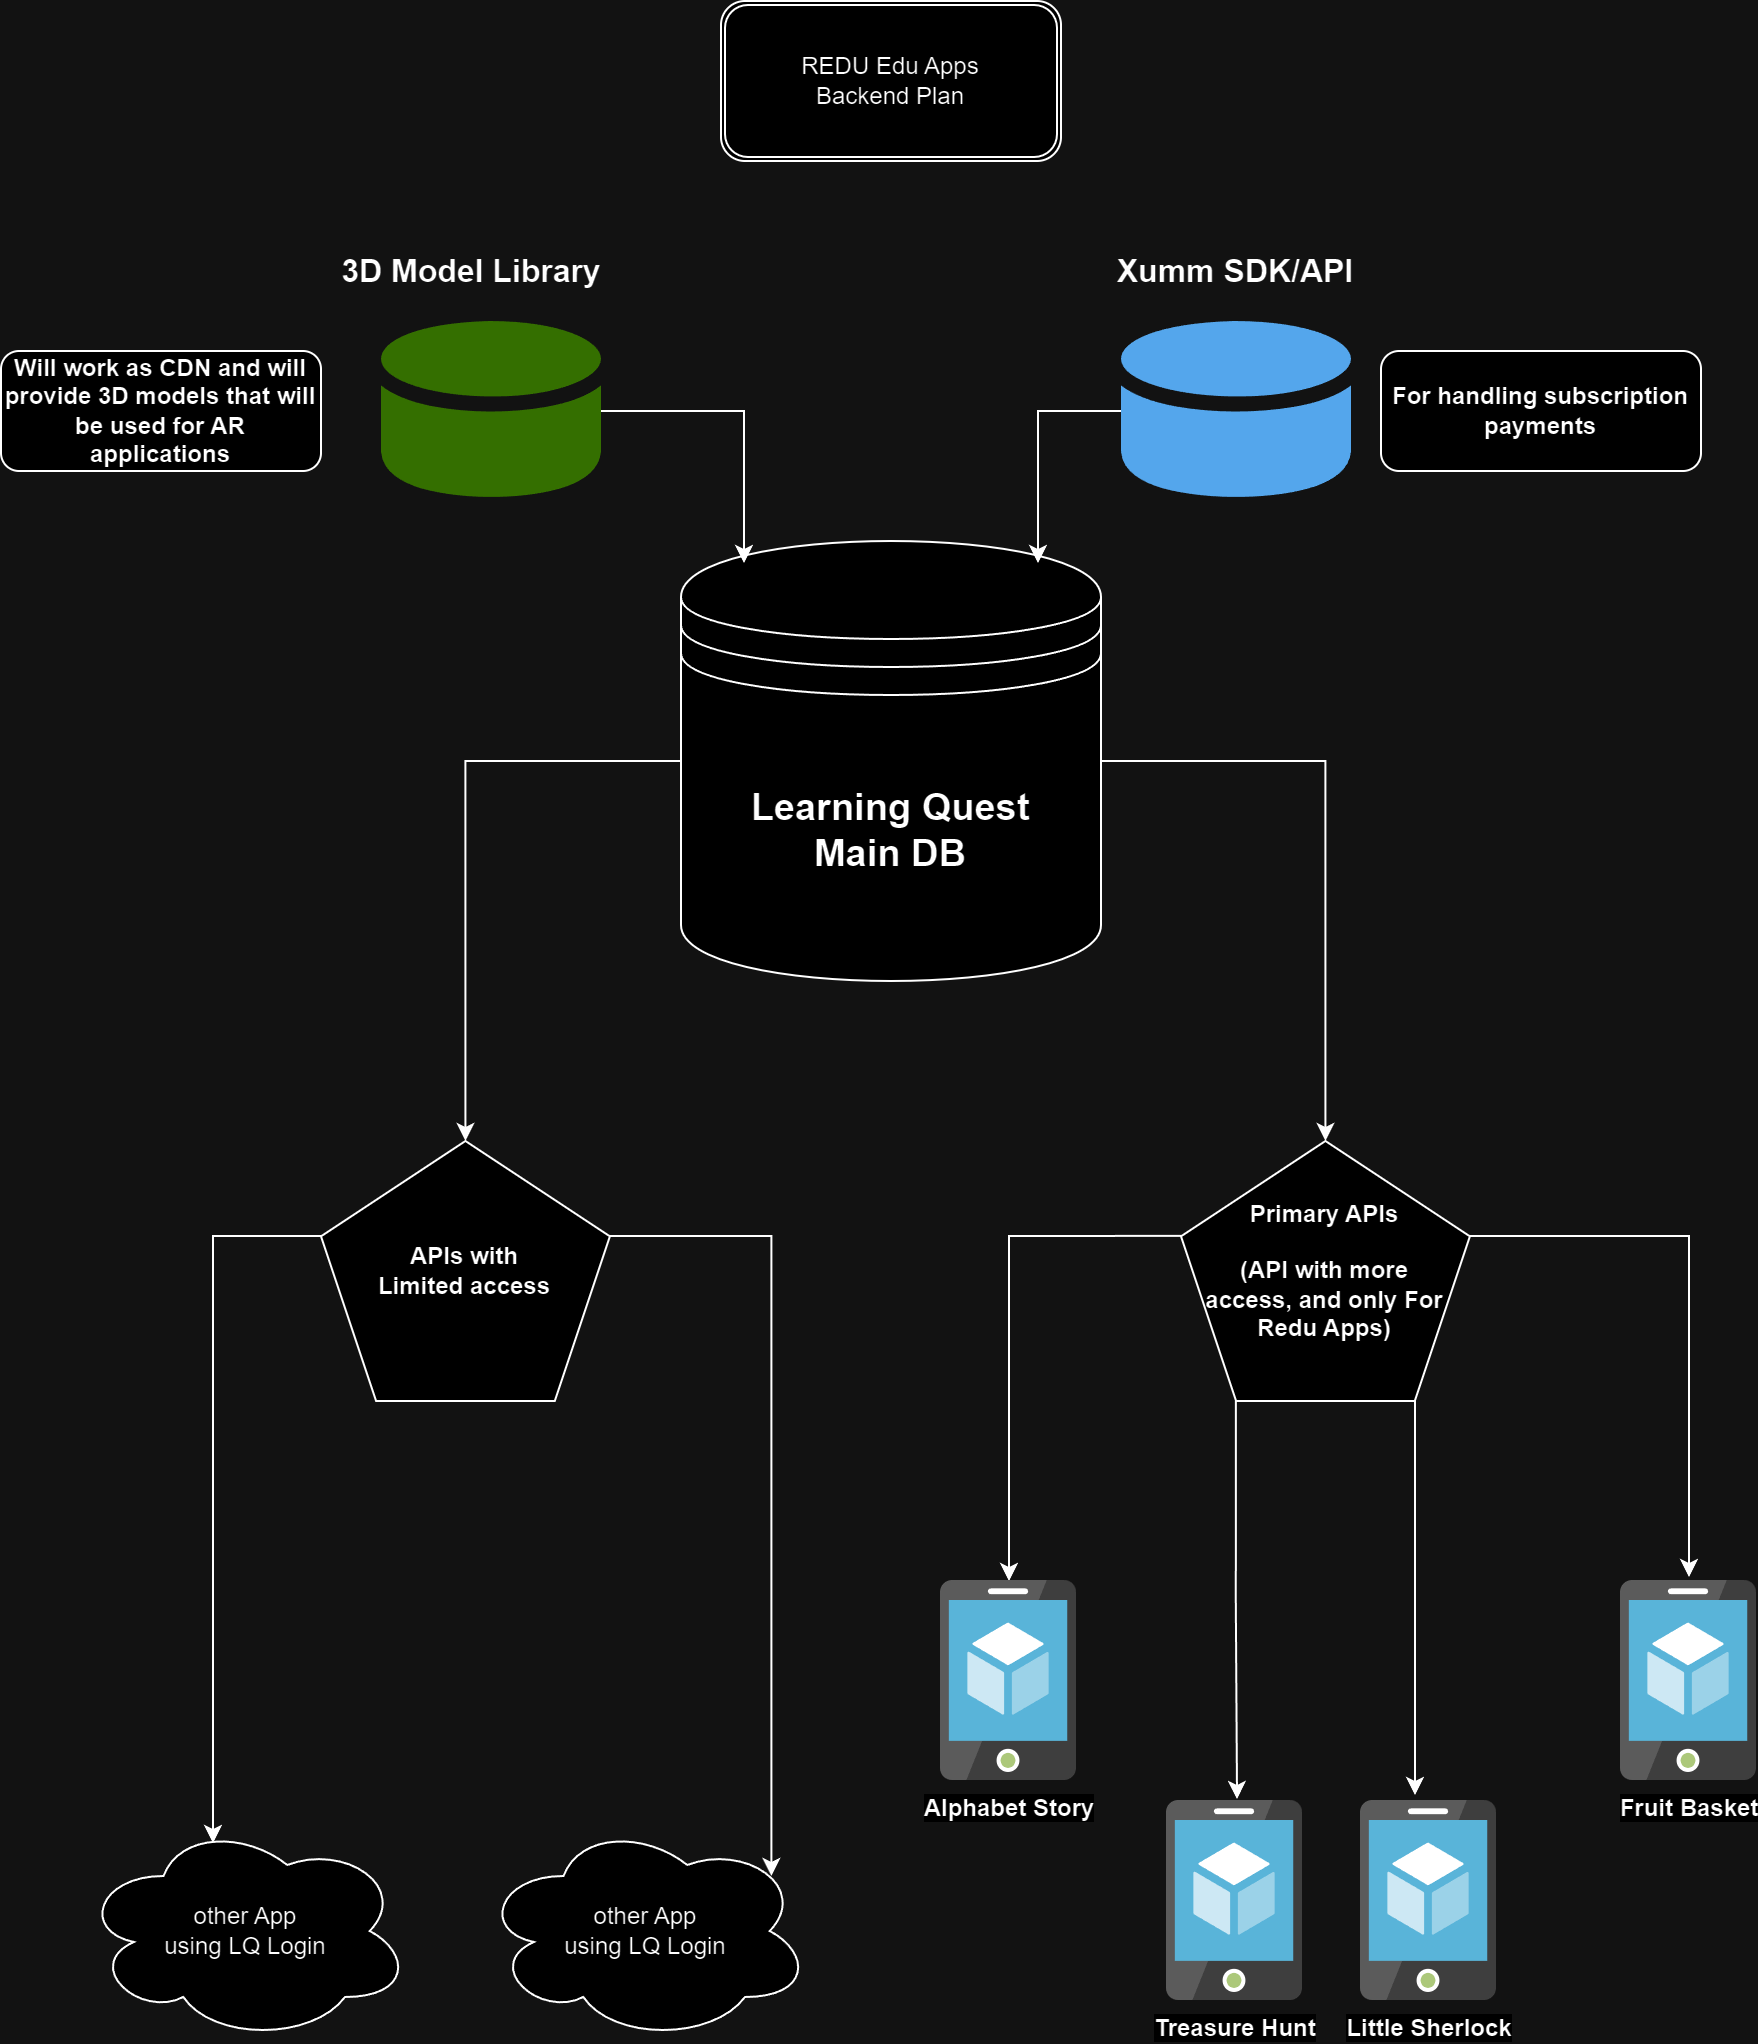 REDU Edu Apps
Backend Plan
3D Model Library
Xumm SDK/API
Will work as CDN and will
provide 3D models that will
be used for AR
applications
For handling subscription
payments
Learning Quest
Main DB
APIs with
Limited access
Primary APIs
(API with more
access, and only For
Redu Apps)
Alphabet Story
Fruit Basket
other App
using LQ Login
other App
using LQ Login
Treasure Hunt
Little Sherlock